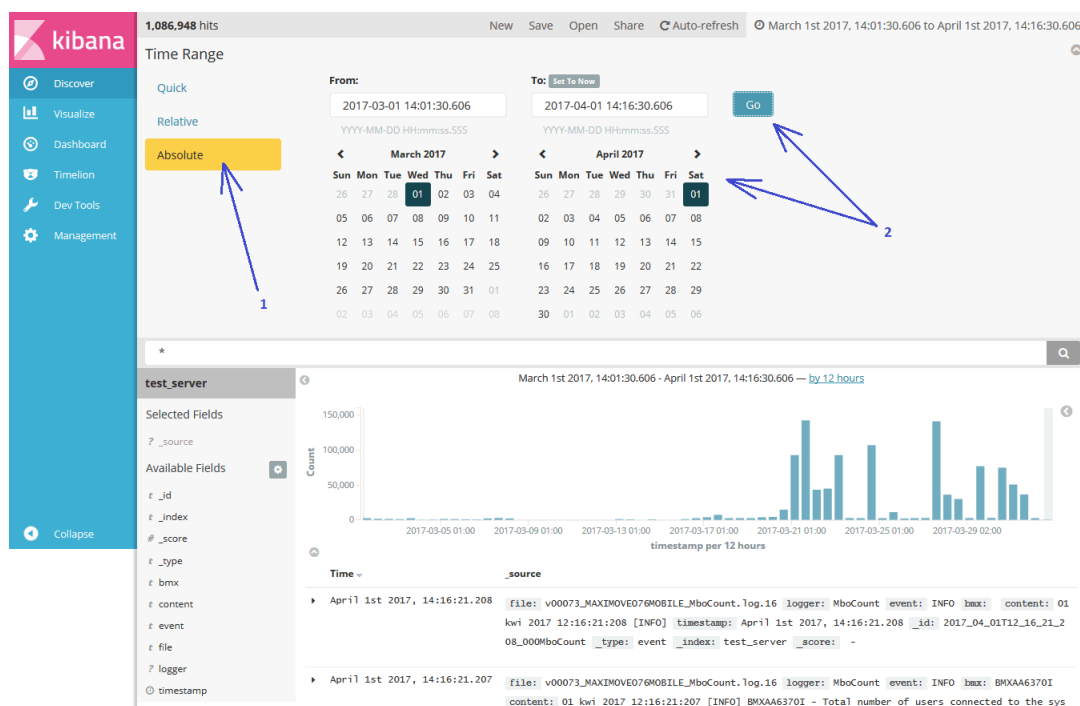 kibana
Discover
Visualize
Dashboard
Timelion
Dev Tools
Management
Collapse
1,086,948 hits
New Save Open Share Auto-refresh March 1st 2017, 14:01:30.606 to April 1st 2017, 14:16:30.606
Time Range
Quick
Relative
Absolute
From:
2017-03-01 14:01:30.606
YYYY-MM-DD HH:mm:ss.SSS
March 2017
Sun Mon Tue Wed Thu Fri Sat
26 27 28 01 02 03 04
05 06 07 08 09 10 11
12 13 14 15 16 17 18
19 20 21 22 23 24 25
26 27 28 29 30 31 01
02 03 04 05 06 07 08
To: Set To Now
2017-04-01 14:16:30.606
YYYY-MM-DD HH:mm:ss.SSS
April 2017
Sun Mon Tue Wed Thu Fri Sat
26 27 28 29 30 31 01
02 03 04 05 06 07 08
09 10 11 12 13 14 15
16 17 18 19 20 21 22
23 24 25 26 27 28 29
30 01 02 03 04 05 06
Go
1
2
*
test_server
Selected Fields
? _source
Available Fields
t _id
t _index
# _score
t _type
t bmx
t content
t event
t file
? logger
timestamp
March 1st 2017, 14:01:30.606 - April 1st 2017, 14:16:30.606 — by 12 hours
Count
150,000
100,000
50,000
0
2017-03-05 01:00 2017-03-09 01:00 2017-03-13 01:00 2017-03-17 01:00 2017-03-21 01:00 2017-03-25 01:00 2017-03-29 02:00
timestamp per 12 hours
Time _source
April 1st 2017, 14:16:21.208 file: v00073_MAXIMOVEO76MOBILE_MboCount.log.16 logger: MboCount event: INFO bmx: content: 01
kwi 2017 12:16:21:208 [INFO] timestamp: April 1st 2017, 14:16:21.208 _id: 2017_04_01T12_16_21_2
08_000MboCount _type: event _index: test_server _score: -
April 1st 2017, 14:16:21.207 file: v00073_MAXIMOVEO76MOBILE_MboCount.log.16 logger: MboCount event: INFO bmx: BMXAA6370I
content: 01 kwi 2017 12:16:21:207 [INFO] BMXAA6370I - Total number of users connected to the sys